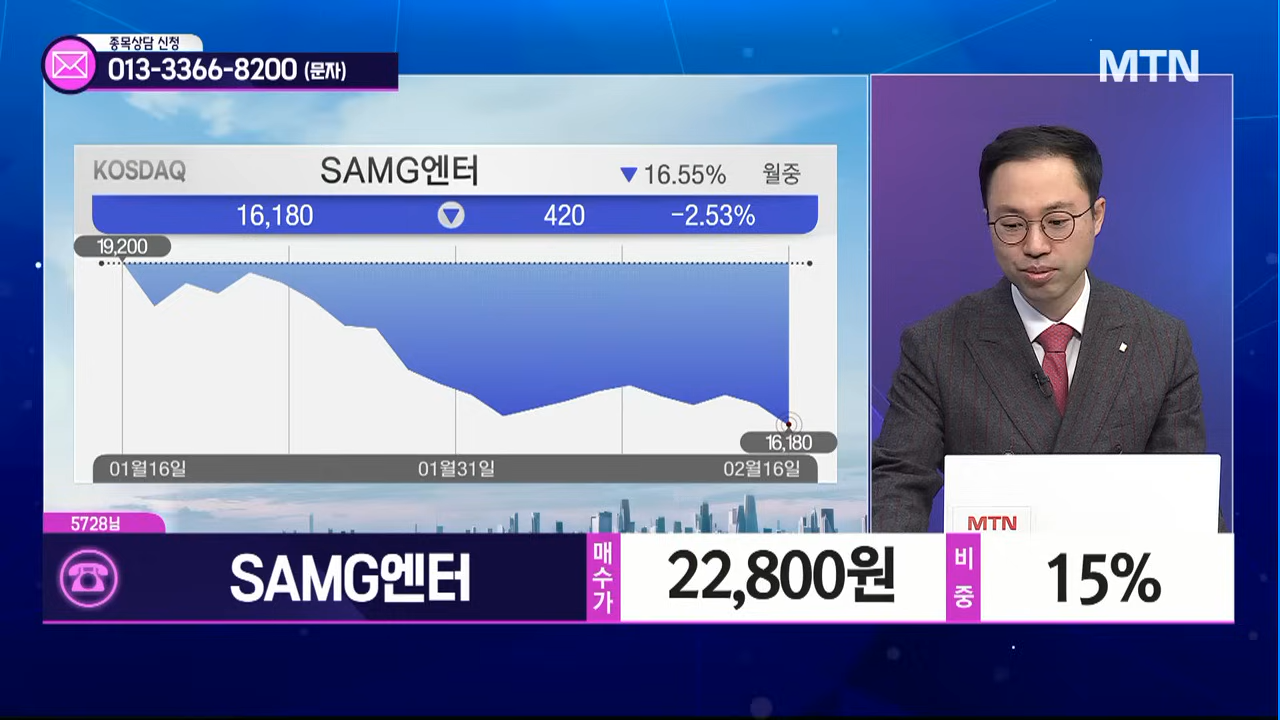 종목상담 신청
013-3366-8200 (문자)
MTN
KOSDAQ SAMG엔터 ▼ 16.55% 월중
16,180 ▽ 420 -2.53%
19,200
16,180
01월16일 01월31일 02월16일
MTN
5728님
SAMG엔터 매수가 22,800원 비중 15%